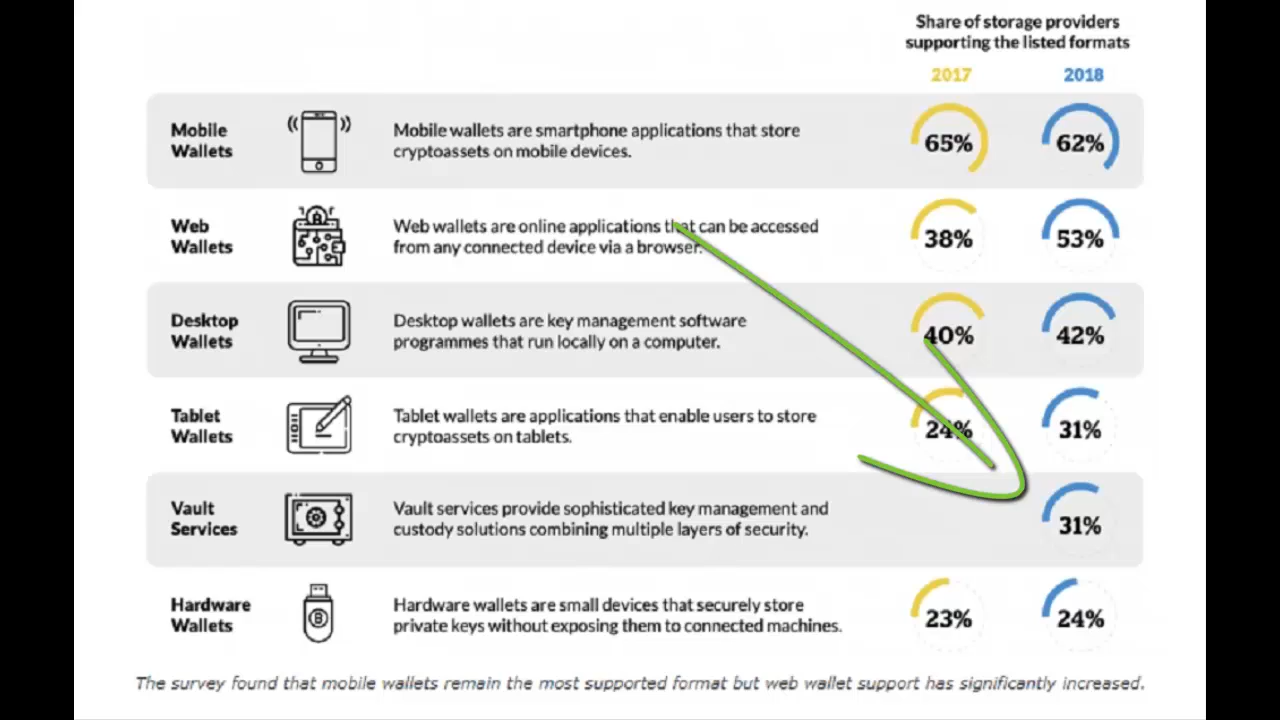 Share of storage providers
supporting the listed formats
2017 2018
Mobile
Wallets
Mobile wallets are smartphone applications that store
cryptoassets on mobile devices.
65% 62%
Web
Wallets
Web wallets are online applications that can be accessed
from any connected device via a browser.
38% 53%
Desktop
Wallets
Desktop wallets are key management software
programmes that run locally on a computer.
40% 42%
Tablet
Wallets
Tablet wallets are applications that enable users to store
cryptoassets on tablets.
24% 31%
Vault
Services
Vault services provide sophisticated key management and
custody solutions combining multiple layers of security.
31%
Hardware
Wallets
Hardware wallets are small devices that securely store
private keys without exposing them to connected machines.
23% 24%
The survey found that mobile wallets remain the most supported format but web wallet support has significantly increased.